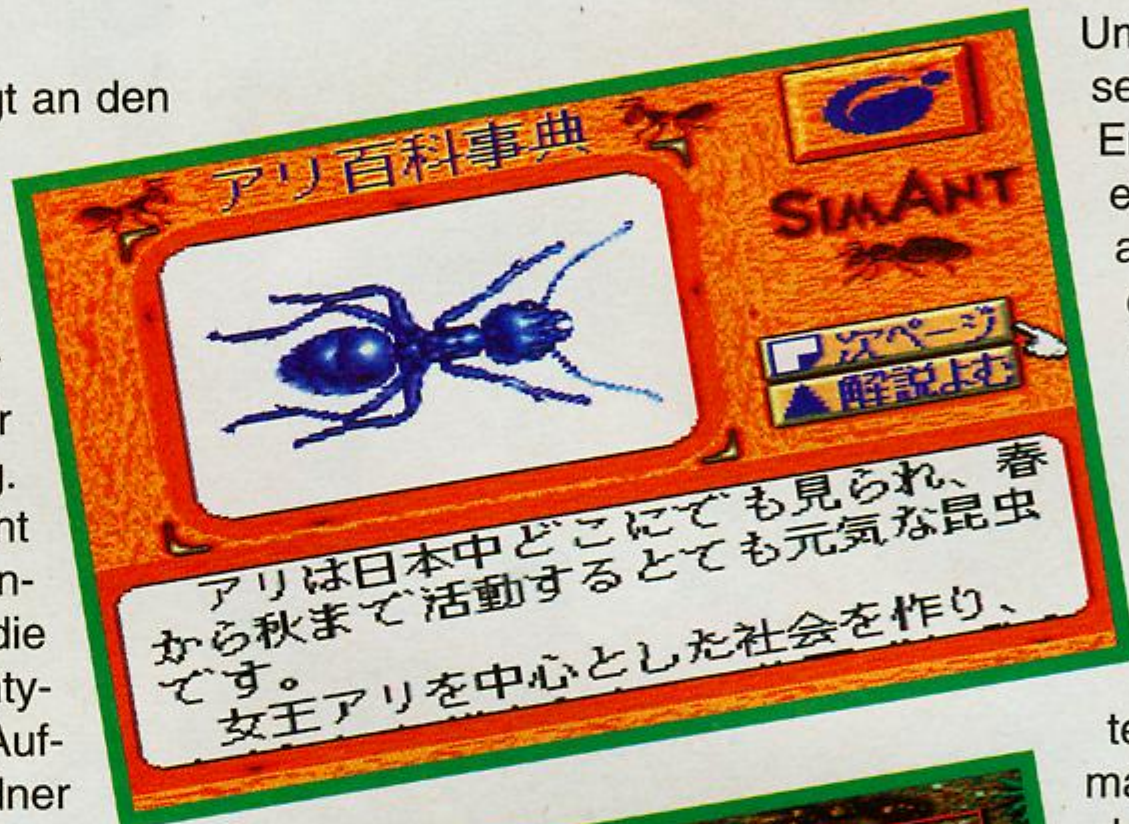 gt an den
r
g.
nt
n-
die
nty-
Auf-
dner
アリ百科事典
SIMANT
次ページ
解説よむ
アリは日本中どこにでも見られ、春
から秋まで活動するとても元気な昆虫
です。
女王アリを中心とした社会を作り、
Un
se
e
a
te
ma